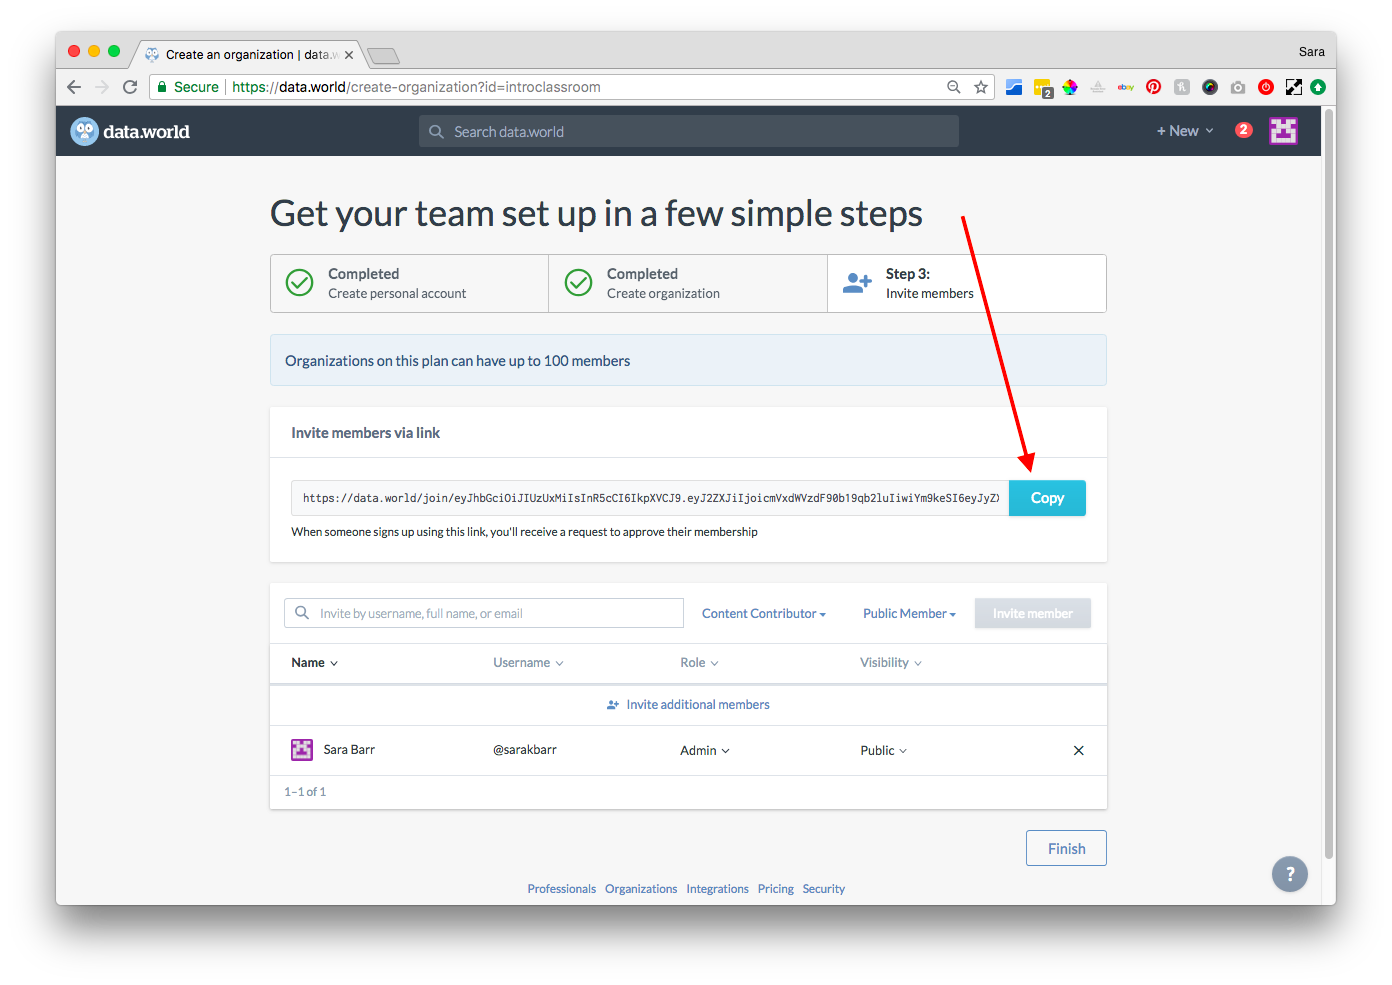 Create an organization | data.w
Sara
Secure https://data.world/create-organization?id=introclassroom
2
ebay
data.world
Search data.world
+ New
2
Get your team set up in a few simple steps
Completed
Create personal account
Completed
Create organization
Step 3:
Invite members
Organizations on this plan can have up to 100 members
Invite members via link
https://data.world/join/eyJhbGciOiJIUzUxMiIsInR5cCI6IkpXVCJ9.eyJ2ZXJiIjoicmVxdWVzdF90b19qb2luIiwiYm9keSI6eyJyZX
Copy
When someone signs up using this link, you'll receive a request to approve their membership
Invite by username, full name, or email
Content Contributor
Public Member
Invite member
Name Username Role Visibility
Invite additional members
Sara Barr @sarakbarr Admin Public
1–1 of 1
Finish
?
Professionals Organizations Integrations Pricing Security